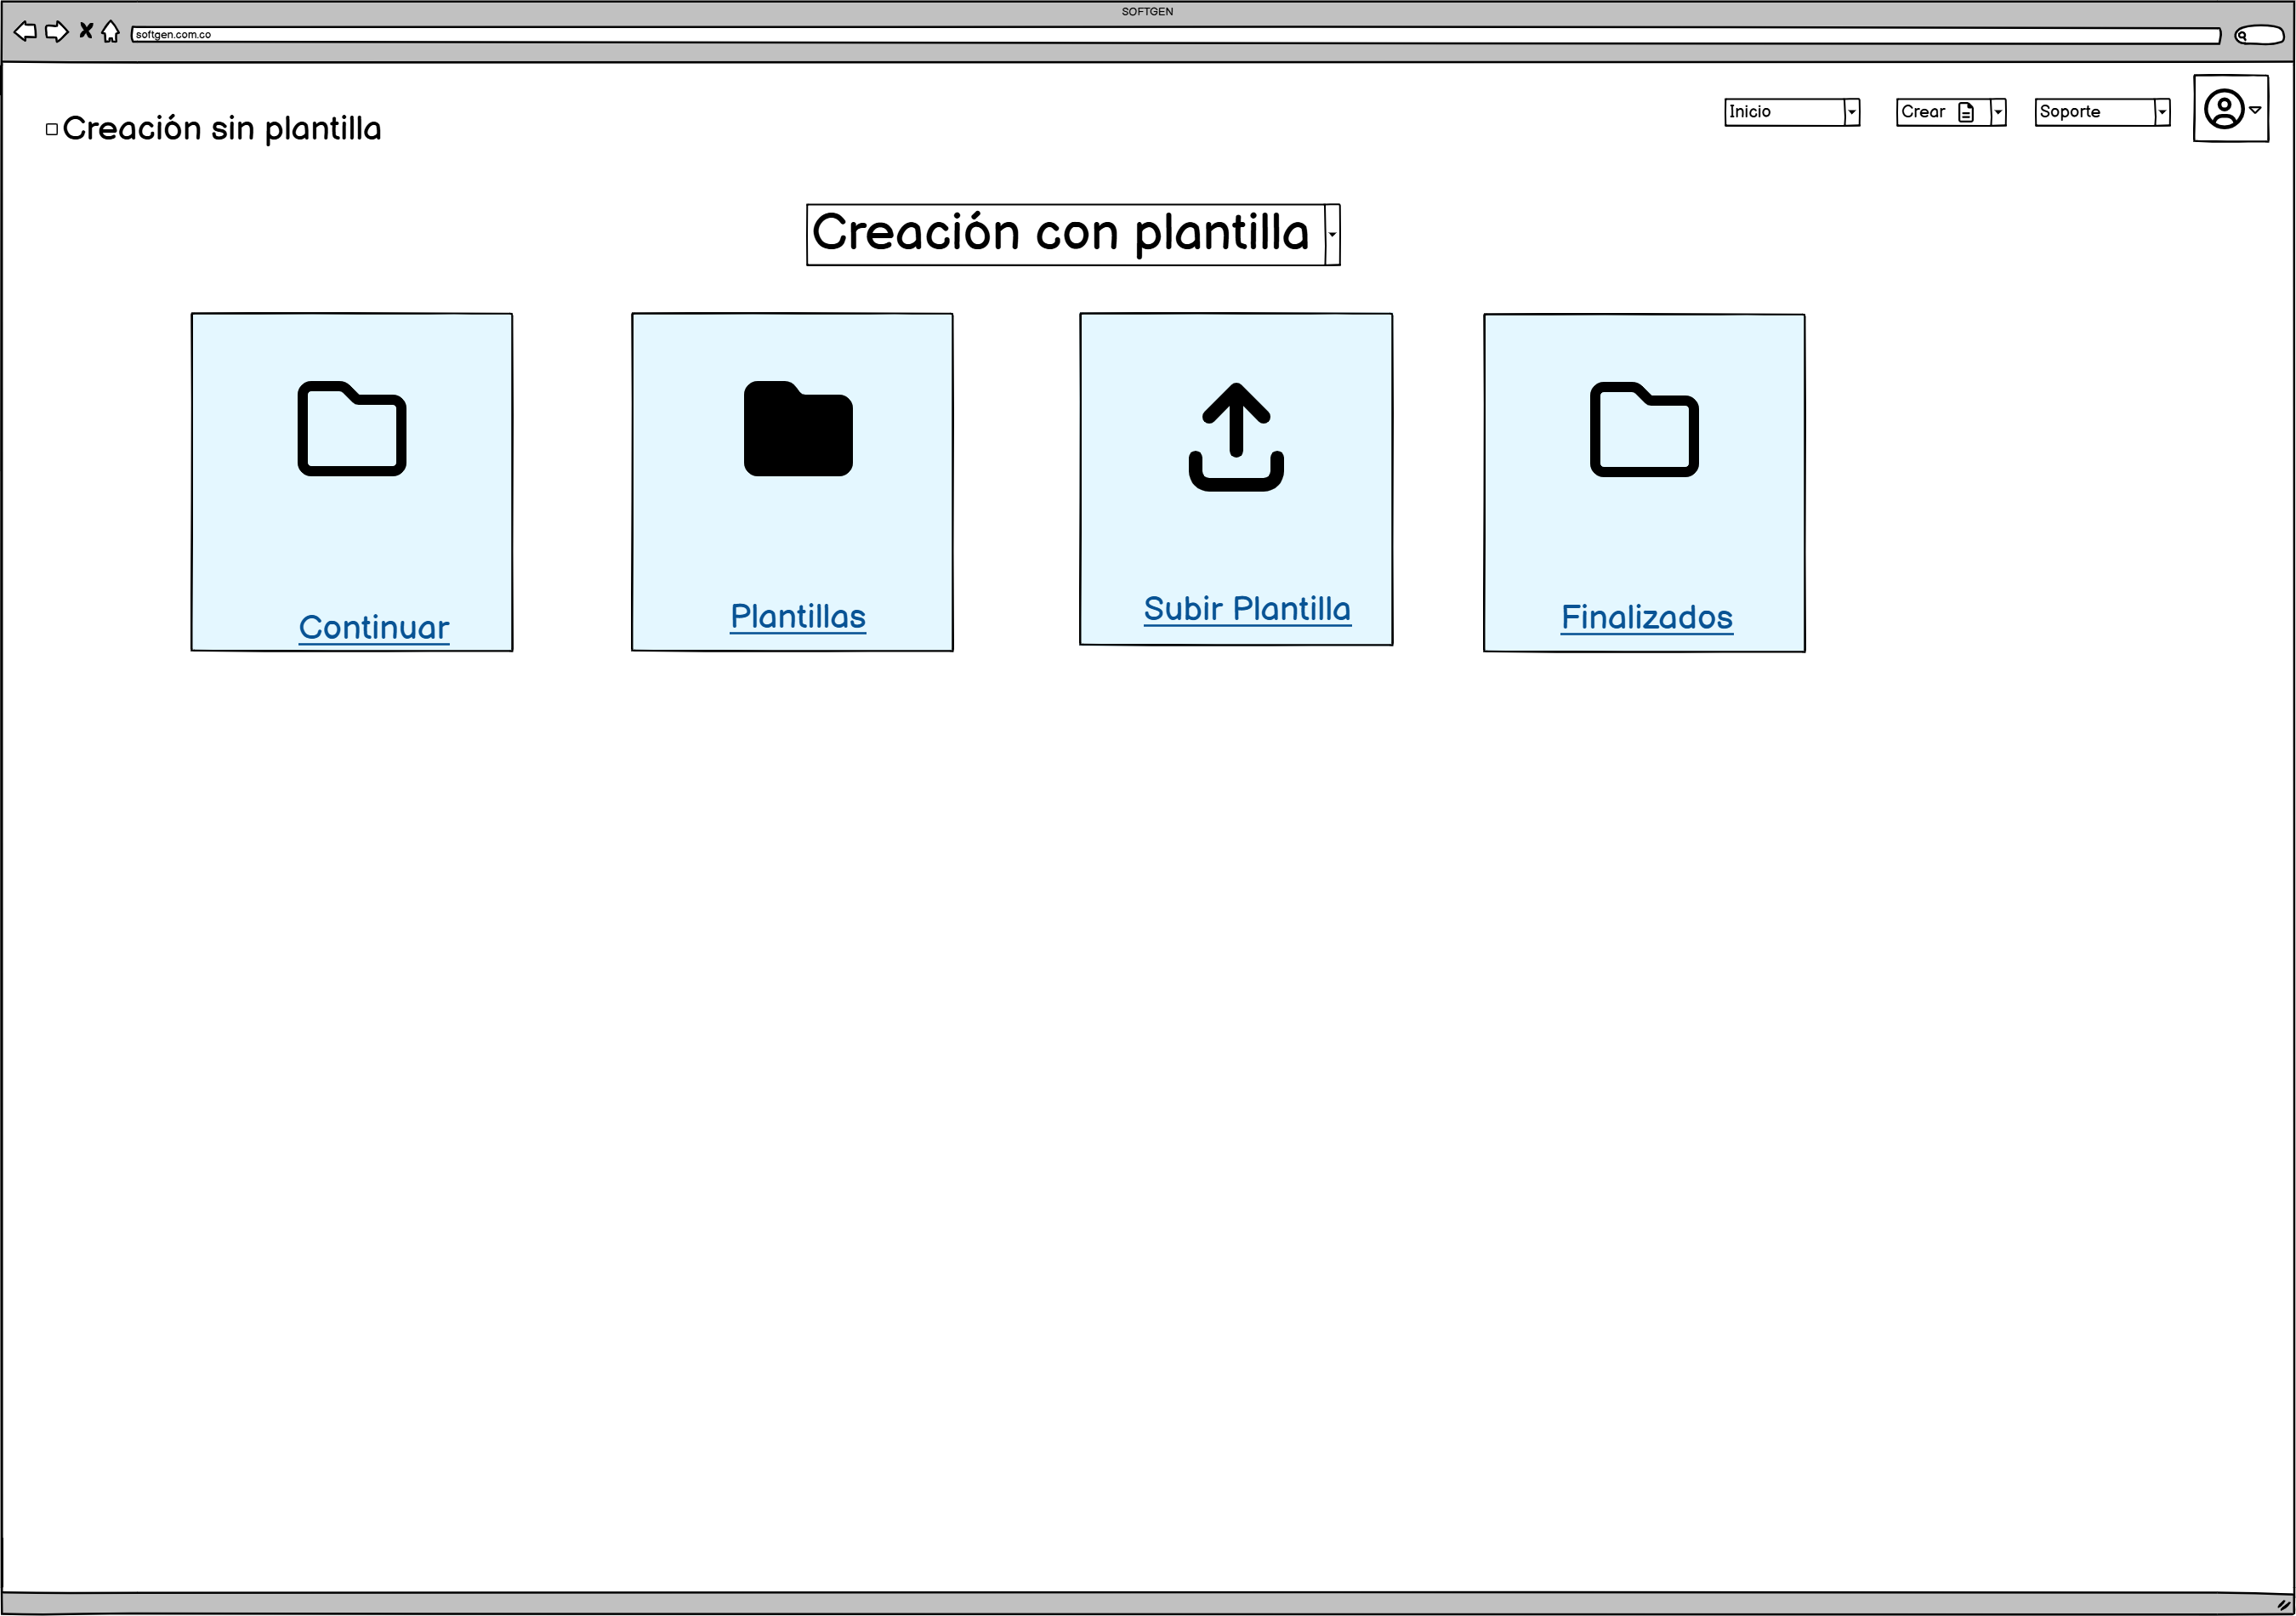 SOFTGEN
softgen.com.co
Creación sin plantilla
Inicio
Crear
Soporte
Creación con plantilla
Continuar
Plantillas
Subir Plantilla
Finalizados